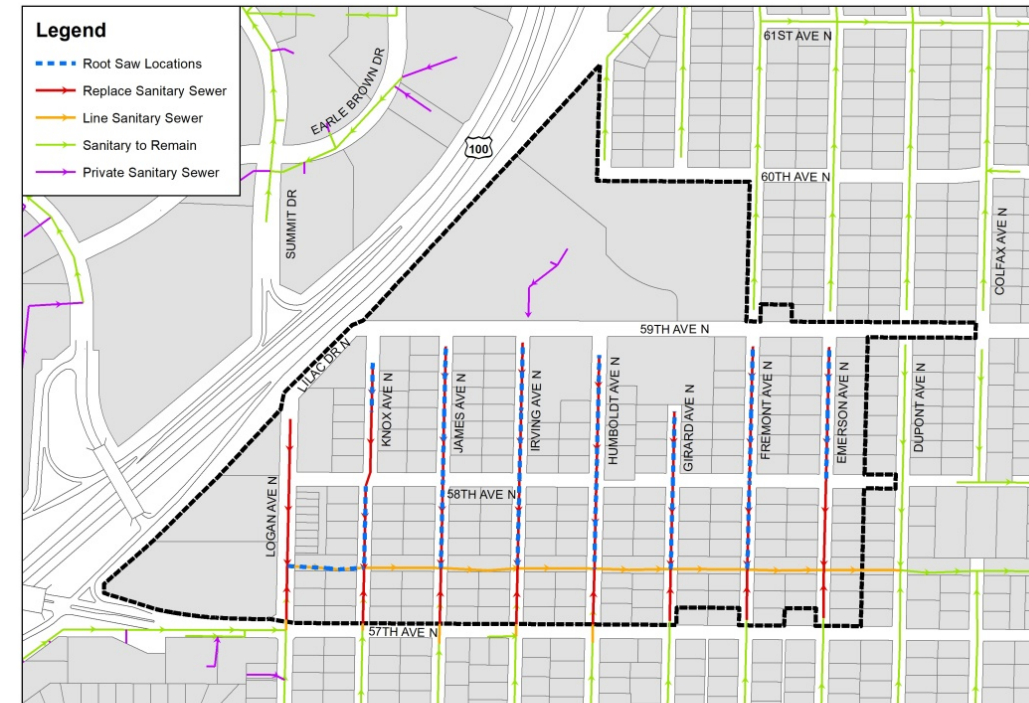 Legend
Root Saw Locations
Replace Sanitary Sewer
Line Sanitary Sewer
Sanitary to Remain
Private Sanitary Sewer
EARLE BROWN DR
61ST AVE N
100
60TH AVE N
SUMMIT DR
COLFAX AVE N
59TH AVE N
LILAC DR N
KNOX AVE N
JAMES AVE N
IRVING AVE N
HUMBOLDT AVE N
GIRARD AVE N
FREMONT AVE N
EMERSON AVE N
DUPONT AVE N
LOGAN AVE N
58TH AVE N
57TH AVE N